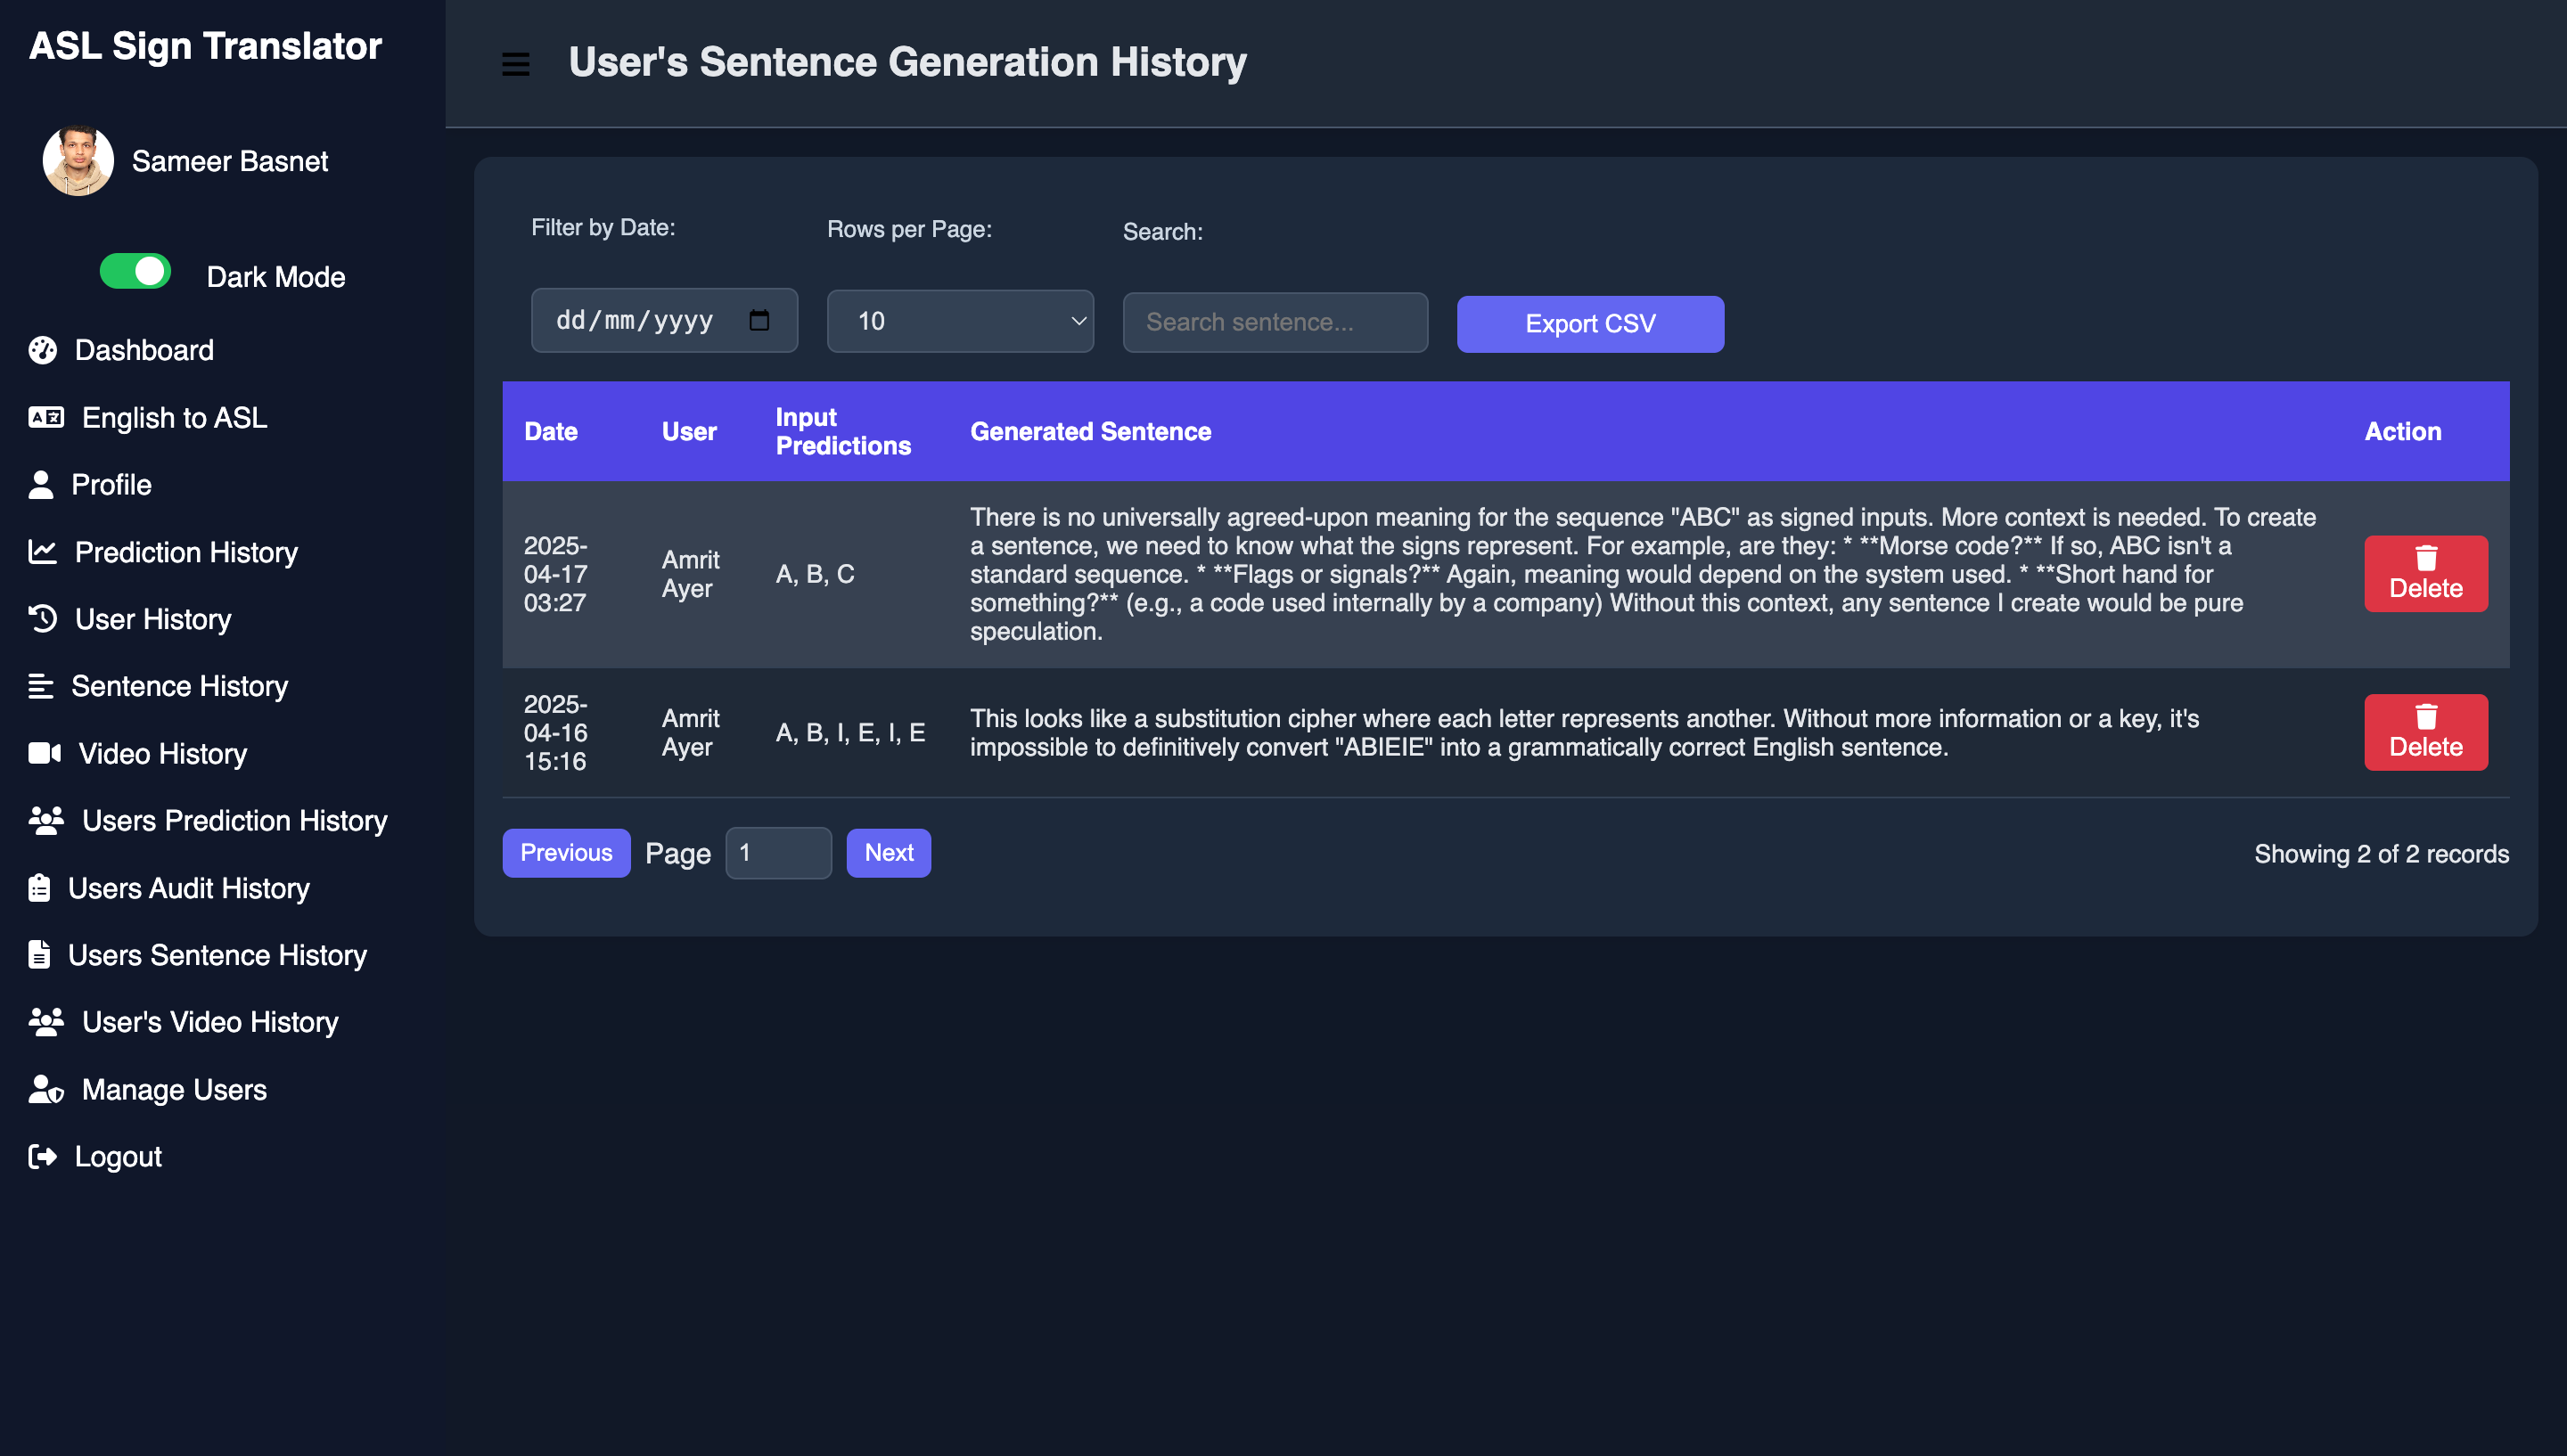 ASL Sign Translator
Sameer Basnet
Dark Mode
Dashboard
English to ASL
Profile
Prediction History
User History
Sentence History
Video History
Users Prediction History
Users Audit History
Users Sentence History
User's Video History
Manage Users
Logout
User's Sentence Generation History
Filter by Date:
Rows per Page:
Search:
dd/mm/yyyy
10
Search sentence...
Export CSV
Date
User
Input
Predictions
Generated Sentence
Action
2025-
04-17
03:27
Amrit
Ayer
A, B, C
There is no universally agreed-upon meaning for the sequence "ABC" as signed inputs. More context is needed. To create
a sentence, we need to know what the signs represent. For example, are they: * **Morse code?** If so, ABC isn't a
standard sequence. * **Flags or signals?** Again, meaning would depend on the system used. * **Short hand for
something?** (e.g., a code used internally by a company) Without this context, any sentence I create would be pure
speculation.
Delete
2025-
04-16
15:16
Amrit
Ayer
A, B, I, E, I, E
This looks like a substitution cipher where each letter represents another. Without more information or a key, it's
impossible to definitively convert "ABIEIE" into a grammatically correct English sentence.
Delete
Previous
Page
1
Next
Showing 2 of 2 records